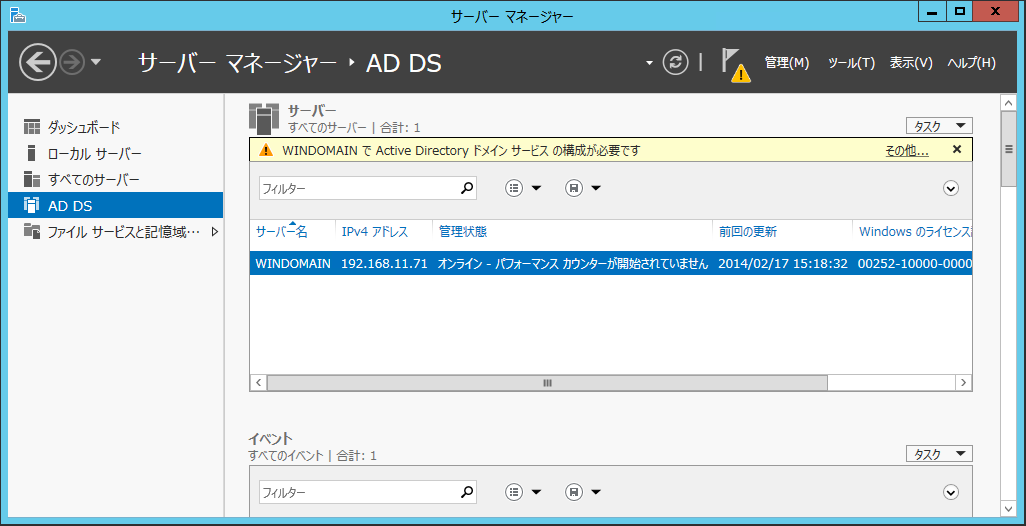 サーバー マネージャー
サーバー マネージャー ・ AD DS
管理(M) ツール(T) 表示(V) ヘルプ(H)
ダッシュボード
ローカル サーバー
すべてのサーバー
AD DS
ファイル サービスと記憶域…
サーバー
すべてのサーバー | 合計: 1
タスク
WINDOMAIN で Active Directory ドメイン サービス の構成が必要です その他...
フィルター
サーバー名 IPv4 アドレス 管理状態 前回の更新 Windows のライセンス
WINDOMAIN 192.168.11.71 オンライン - パフォーマンス カウンターが開始されていません 2014/02/17 15:18:32 00252-10000-0000
イベント
すべてのイベント | 合計: 1
タスク
フィルター